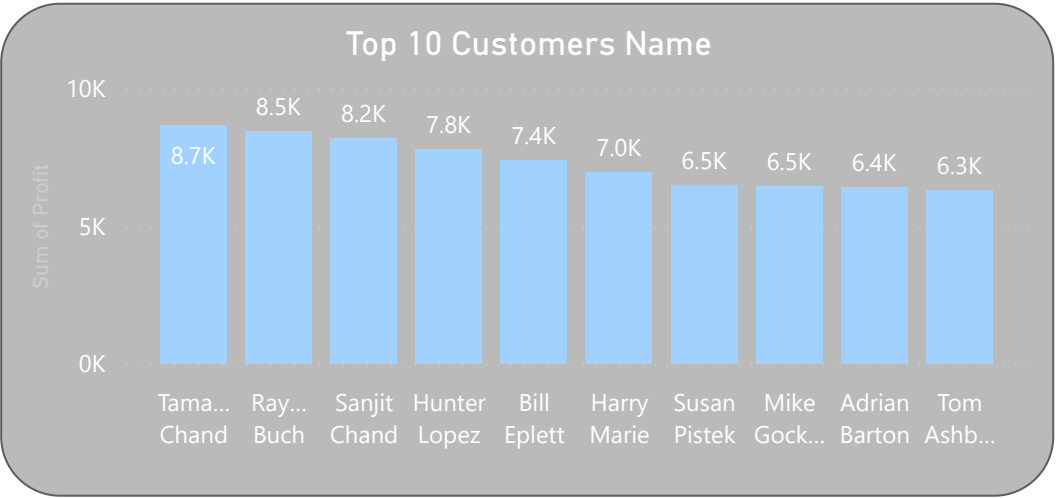 Top 10 Customers Name
10K
5K
0K
Sum of Profit
8.7K
8.5K
8.2K
7.8K
7.4K
7.0K
6.5K
6.5K
6.4K
6.3K
Tama... Ray... Sanjit Hunter Bill Harry Susan Mike Adrian Tom
Chand Buch Chand Lopez Eplett Marie Pistek Gock... Barton Ashb...